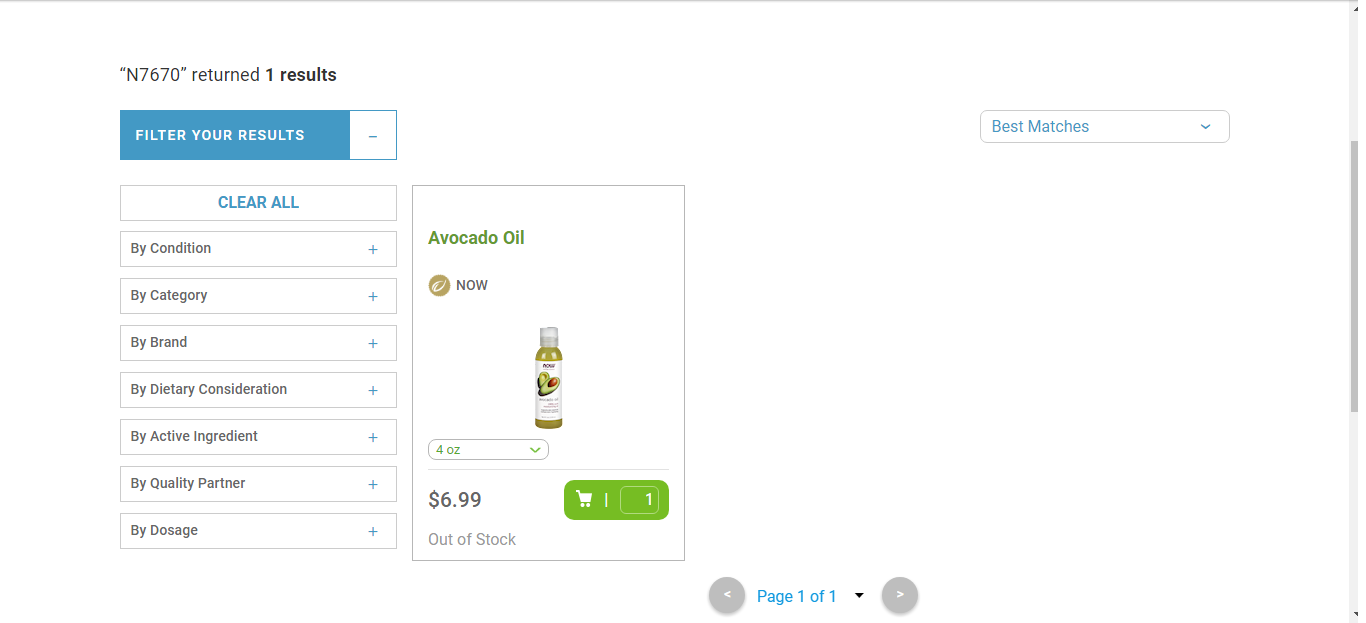 “N7670” returned 1 results
FILTER YOUR RESULTS
–
Best Matches
CLEAR ALL
By Condition +
By Category +
By Brand +
By Dietary Consideration +
By Active Ingredient +
By Quality Partner +
By Dosage +
Avocado Oil
NOW
NOW
4 oz
$6.99
| 1
Out of Stock
< Page 1 of 1 >